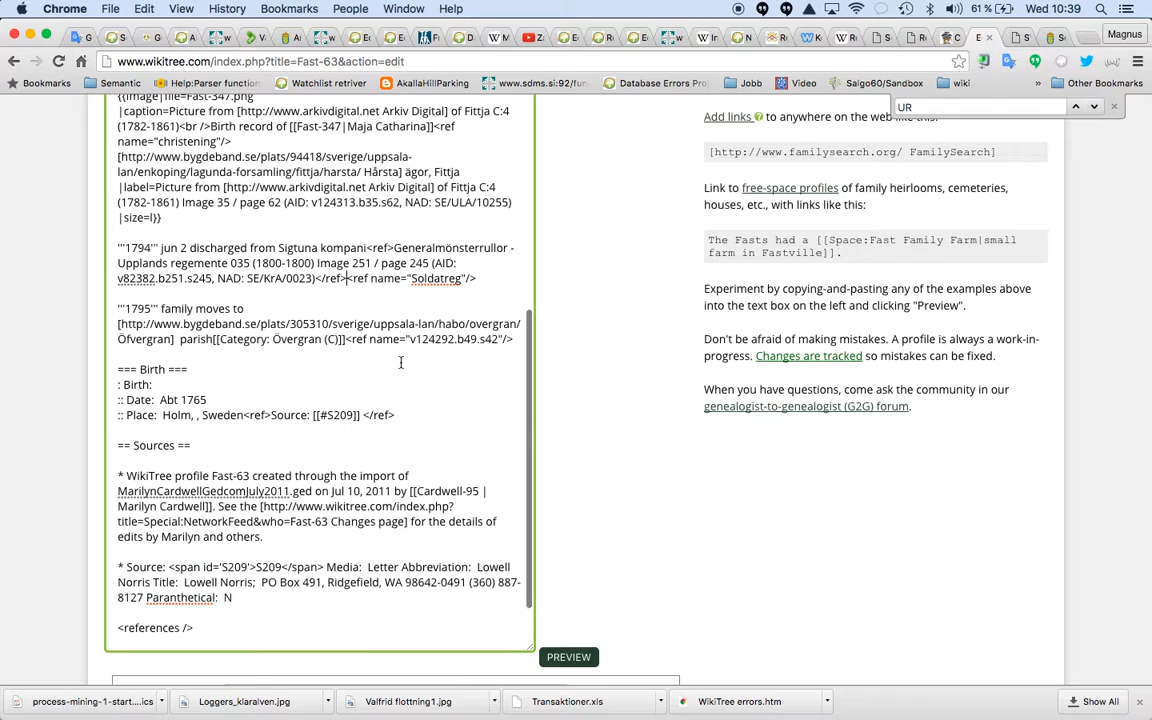 Chrome File Edit View History Bookmarks People Window Help 61 % Wed 10:39
Magnus
www.wikitree.com/index.php?title=Fast-63&action=edit
Bookmarks Semantic Help:Parser function Watchlist retriever AkallaHillParking www.sdms.si:92/fun Database Errors Proj Jobb Video Salgo60/Sandbox wiki Other Bookmarks
UR
{{Image|file=Fast-347.png
|caption=Picture from [http://www.arkivdigital.net Arkiv Digital] of Fittja C:4
(1782-1861)<br />Birth record of [[Fast-347|Maja Catharina]]<ref
name="christening"/>
[http://www.bygdeband.se/plats/94418/sverige/uppsala-
lan/enkoping/lagunda-forsamling/fittja/harsta/ Hårsta] ägor, Fittja
|label=Picture from [http://www.arkivdigital.net Arkiv Digital] of Fittja C:4
(1782-1861) Image 35 / page 62 (AID: v124313.b35.s62, NAD: SE/ULA/10255)
|size=l}}
'''1794''' jun 2 discharged from Sigtuna kompani<ref>Generalmönsterrullor -
Upplands regemente 035 (1800-1800) Image 251 / page 245 (AID:
v82382.b251.s245, NAD: SE/KrA/0023)</ref><ref name="Soldatreg"/>
'''1795''' family moves to
[http://www.bygdeband.se/plats/305310/sverige/uppsala-lan/habo/overgran/
Öfvergran] parish[[Category: Övergran (C)]]<ref name="v124292.b49.s42"/>
=== Birth ===
: Birth:
:: Date: Abt 1765
:: Place: Holm, , Sweden<ref>Source: [[#S209]] </ref>
== Sources ==
* WikiTree profile Fast-63 created through the import of
MarilynCardwellGedcomJuly2011.ged on Jul 10, 2011 by [[Cardwell-95 |
Marilyn Cardwell]]. See the [http://www.wikitree.com/index.php?
title=Special:NetworkFeed&who=Fast-63 Changes page] for the details of
edits by Marilyn and others.
* Source: <span id='S209'>S209</span> Media: Letter Abbreviation: Lowell
Norris Title: Lowell Norris; PO Box 491, Ridgefield, WA 98642-0491 (360) 887-
8127 Paranthetical: N
<references />
PREVIEW
Add links to anywhere on the web like this:
[http://www.familysearch.org/ FamilySearch]
Link to free-space profiles of family heirlooms, cemeteries,
houses, etc., with links like this:
The Fasts had a [[Space:Fast Family Farm|small
farm in Fastville]].
Experiment by copying-and-pasting any of the examples above
into the text box on the left and clicking "Preview".
Don't be afraid of making mistakes. A profile is always a work-in-
progress. Changes are tracked so mistakes can be fixed.
When you have questions, come ask the community in our
genealogist-to-genealogist (G2G) forum.
process-mining-1-start....ics Loggers_klaralven.jpg Valfrid flottning1.jpg Transaktioner.xls WikiTree errors.htm Show All